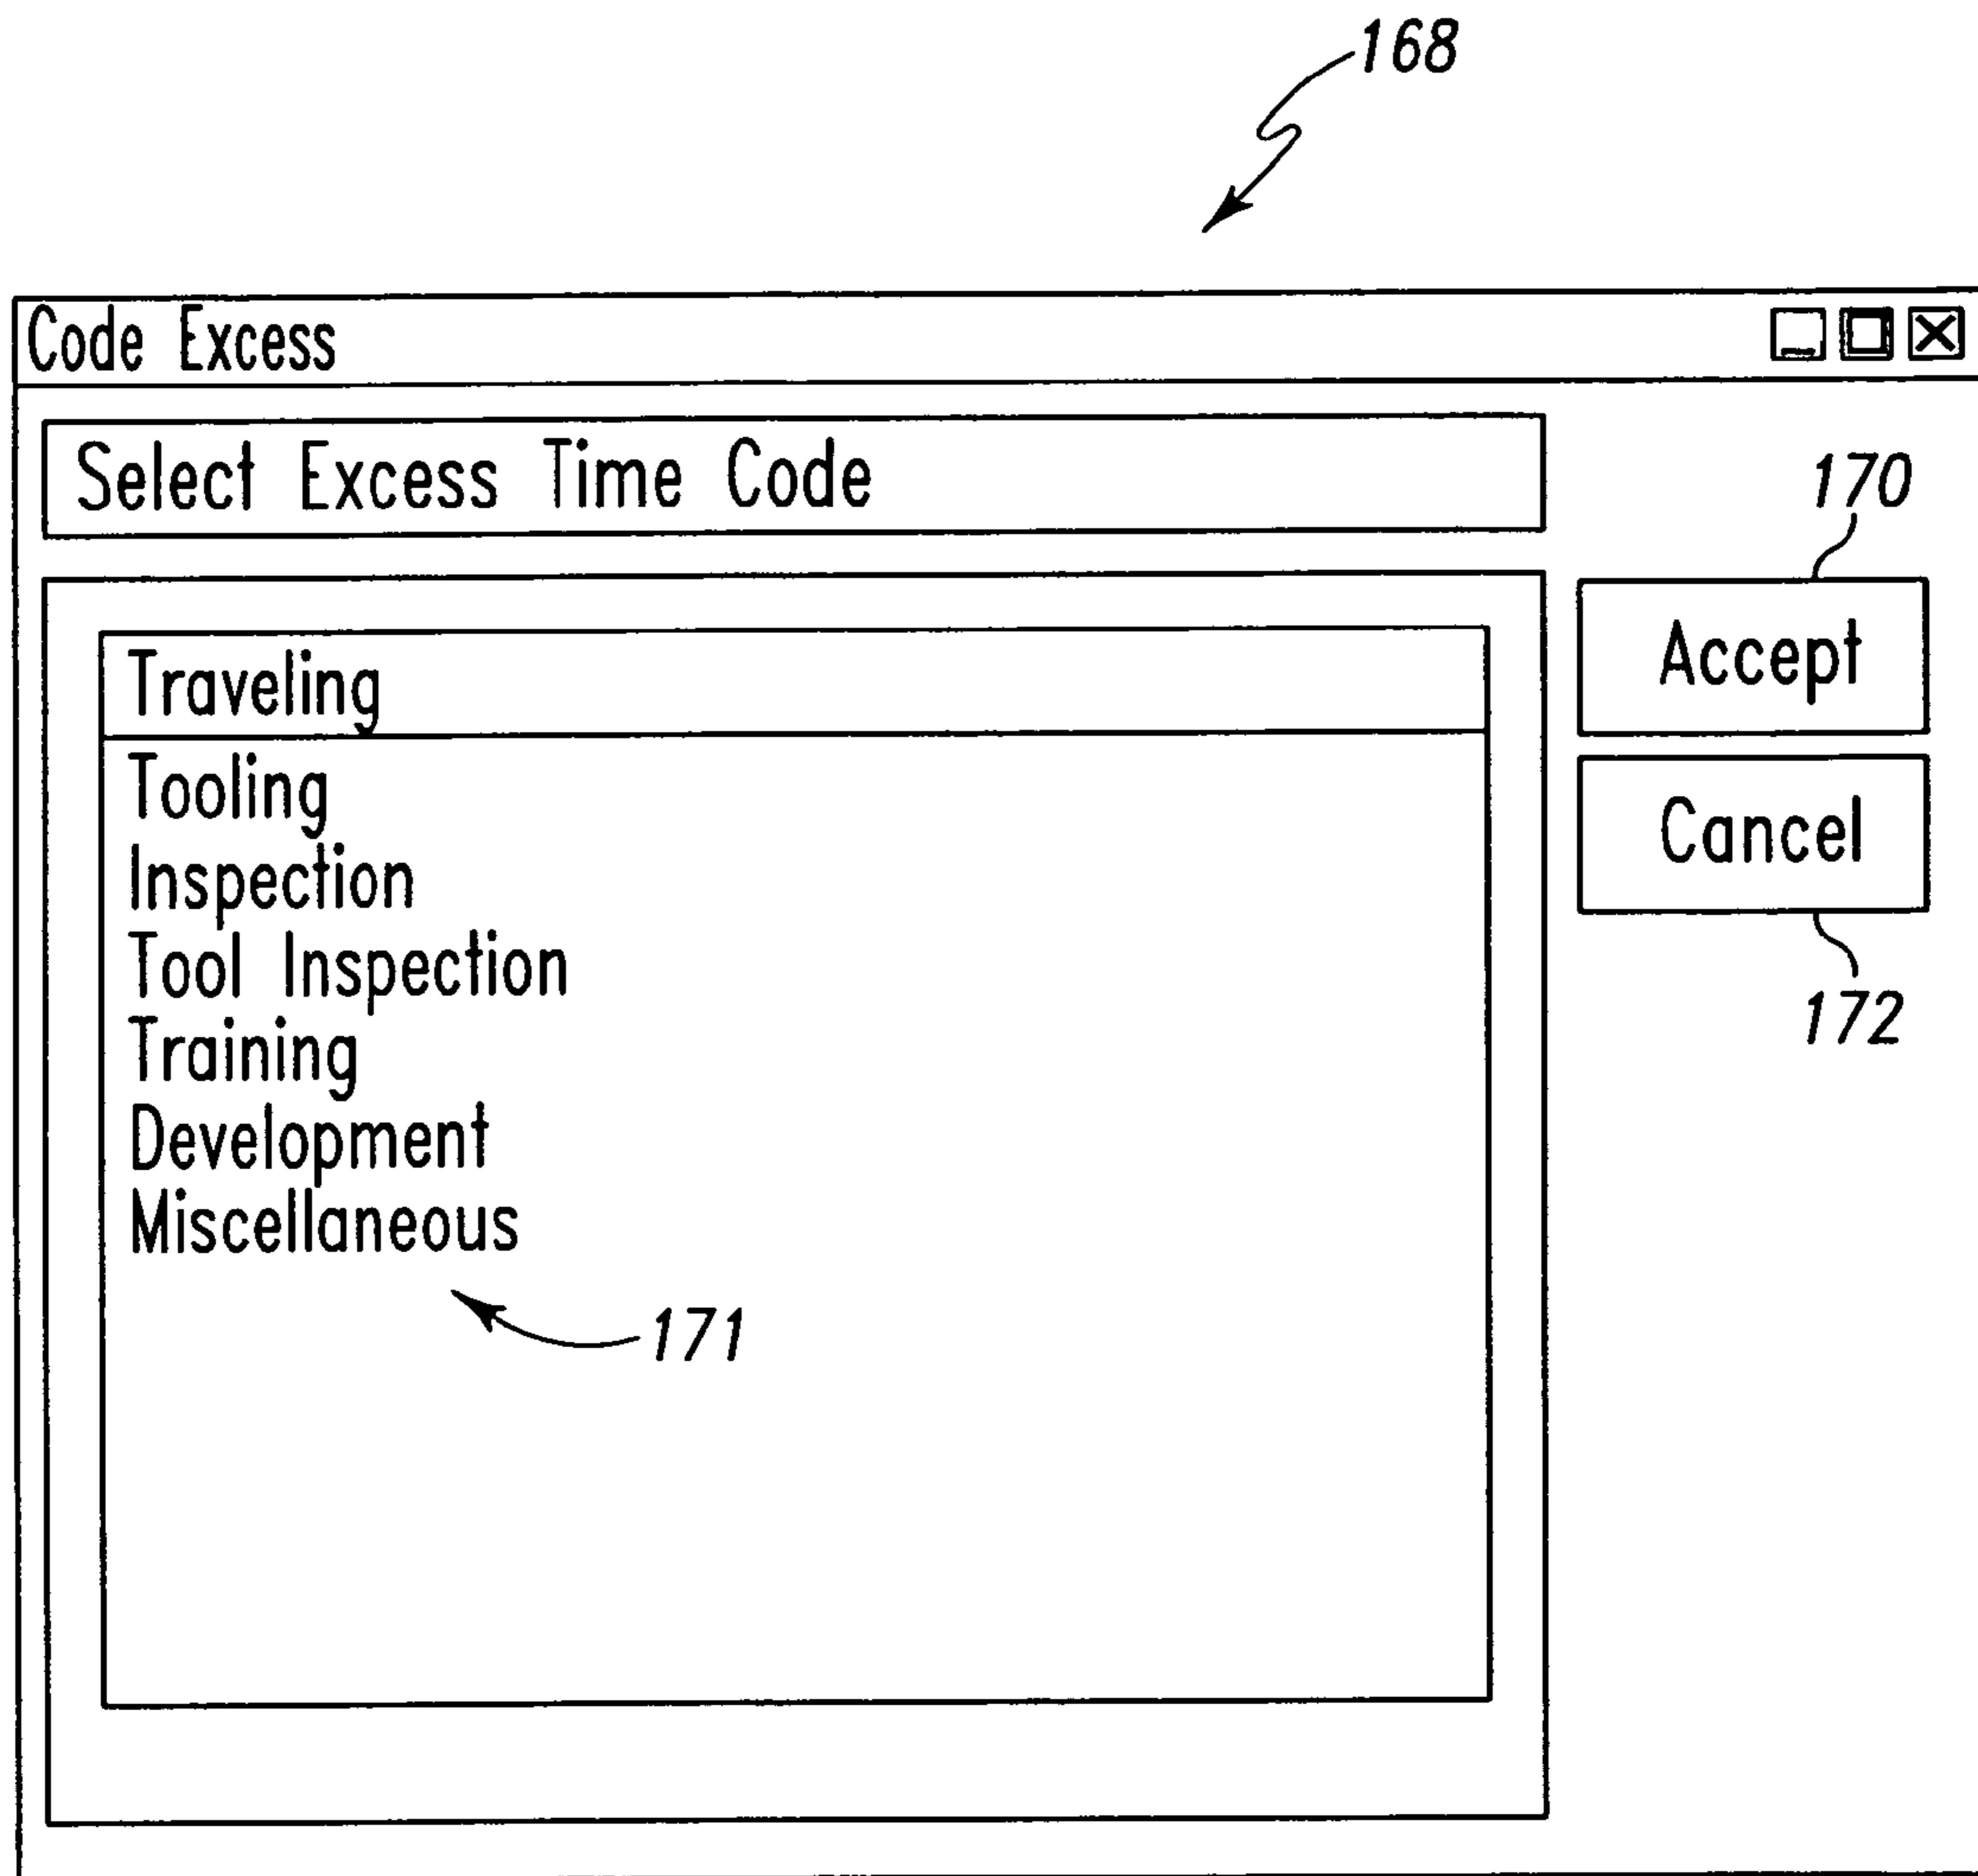 168
Code Excess
Select Excess Time Code
170
Traveling
Accept
Tooling
Cancel
Inspection
Tool Inspection
172
Training
Development
Miscellaneous
171